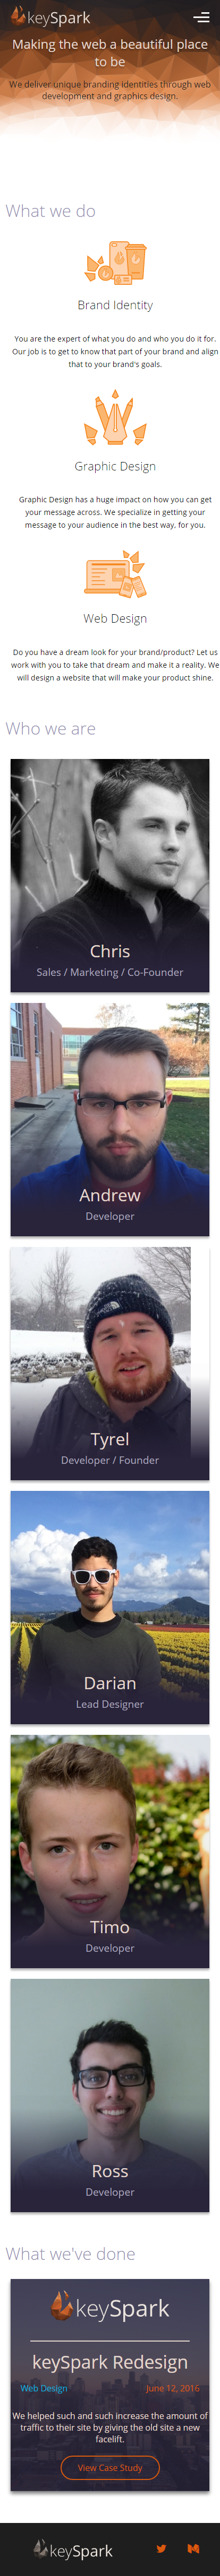 keySpark
Making the web a beautiful place
to be
We deliver unique branding identities through web
development and graphics design.
What we do
Brand Identity
You are the expert of what you do and who you do it for.
Our job is to get to know that part of your brand and align
that to your brand's goals.
Graphic Design
Graphic Design has a huge impact on how you can get
your message across. We specialize in getting your
message to your audience in the best way, for you.
Web Design
Do you have a dream look for your brand/product? Let us
work with you to take that dream and make it a reality. We
will design a website that will make your product shine.
Who we are
Chris
Sales / Marketing / Co-Founder
Andrew
Developer
Tyrel
Developer / Founder
Darian
Lead Designer
Timo
Developer
Ross
Developer
What we've done
keySpark
keySpark Redesign
Web Design June 12, 2016
We helped such and such increase the amount of
traffic to their site by giving the old site a new
facelift.
View Case Study
keySpark